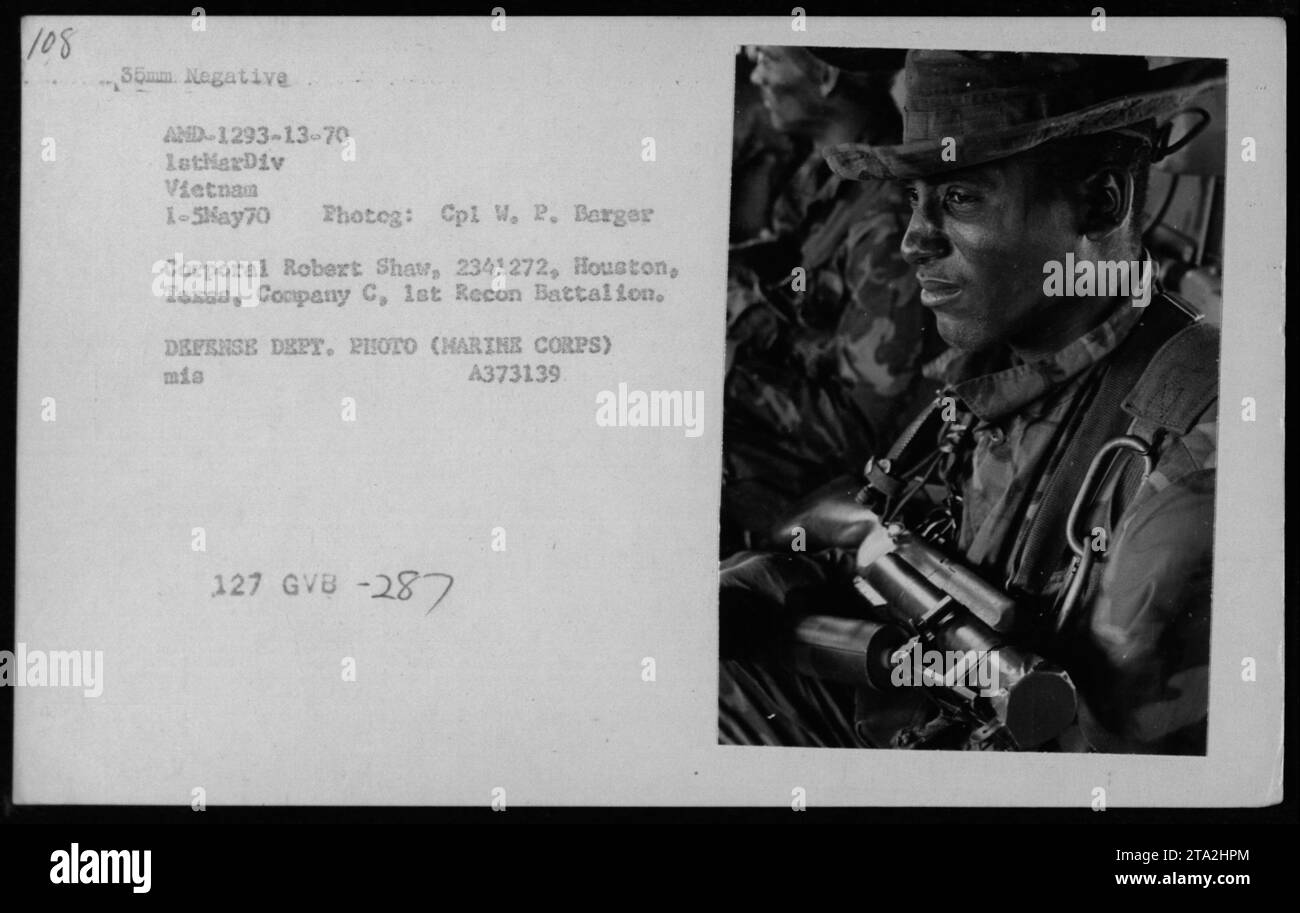 108
35mm Negative
AMD-1293-13-70
1stMarDiv
Vietnam
1-5May70 Photog: Cpl W. P. Barger
Corporal Robert Shaw, 2341272, Houston,
Texas, Company C, 1st Recon Battalion.
DEFENSE DEPT. PHOTO (MARINE CORPS)
mis A373139
127 GVB -287
a
alamy
a
alamy
a
alamy
alamy
Image ID: 2TA2HPM
www.alamy.com